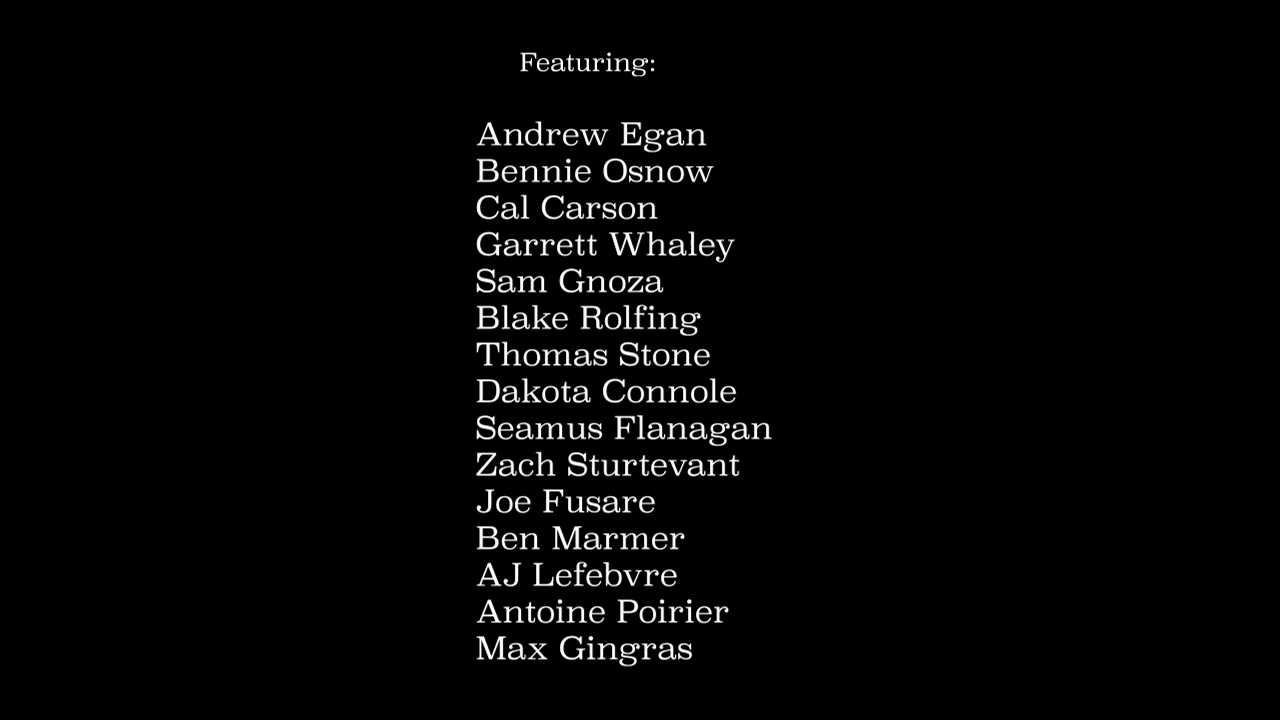 Featuring:
Andrew Egan
Bennie Osnow
Cal Carson
Garrett Whaley
Sam Gnoza
Blake Rolfing
Thomas Stone
Dakota Connole
Seamus Flanagan
Zach Sturtevant
Joe Fusare
Ben Marmer
AJ Lefebvre
Antoine Poirier
Max Gingras